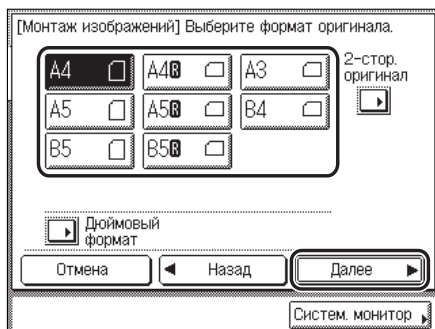 [Монтаж изображений] Выберите формат оригинала.
A4 A4R A3 2-стор.
оригинал
A5 A5R B4
B5 B5R
Дюймовый
формат
Отмена Назад Далее
Систем. монитор